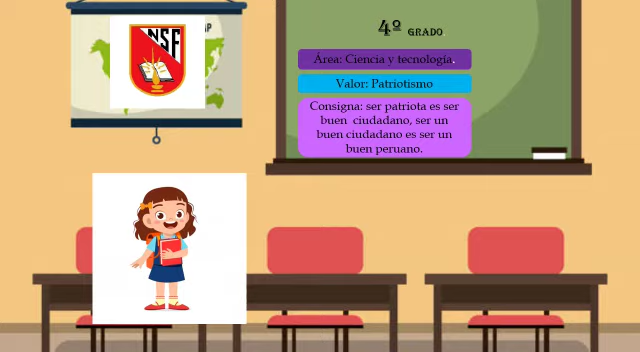 NSF
4º GRADO
Área: Ciencia y tecnología.
Valor: Patriotismo
Consigna: ser patriota es ser
buen ciudadano, ser un
buen ciudadano es ser un
buen peruano.